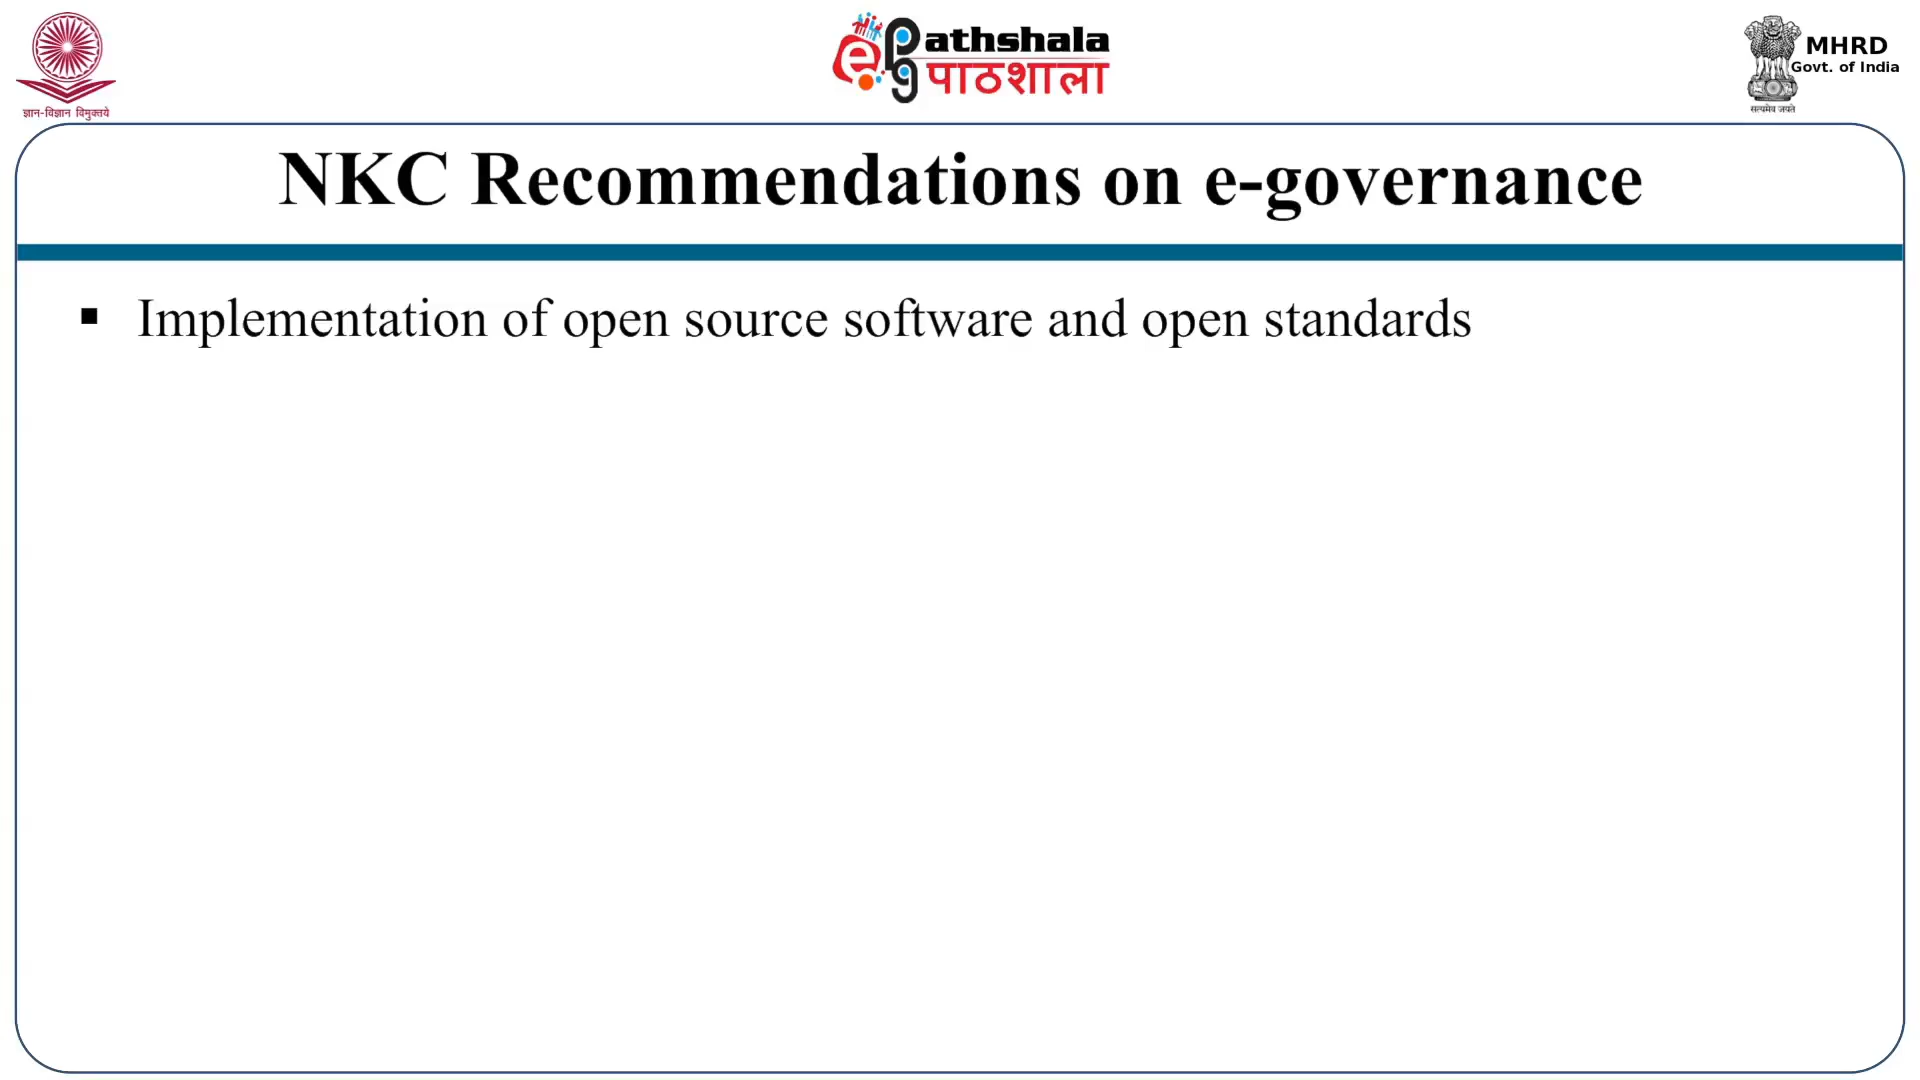 ज्ञान-विज्ञान विमुक्तये
e Pathshala
पाठशाला
सत्यमेव जयते
MHRD
Govt. of India
NKC Recommendations on e-governance
▪ Implementation of open source software and open standards